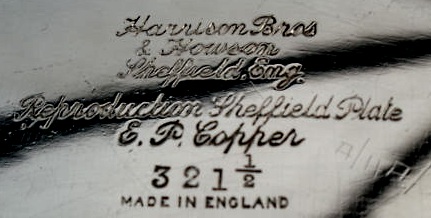 Harrison Bros
& Howson
Sheffield. Eng.
Reproduction Sheffield Plate
E. P. Copper
321½
MADE IN ENGLAND